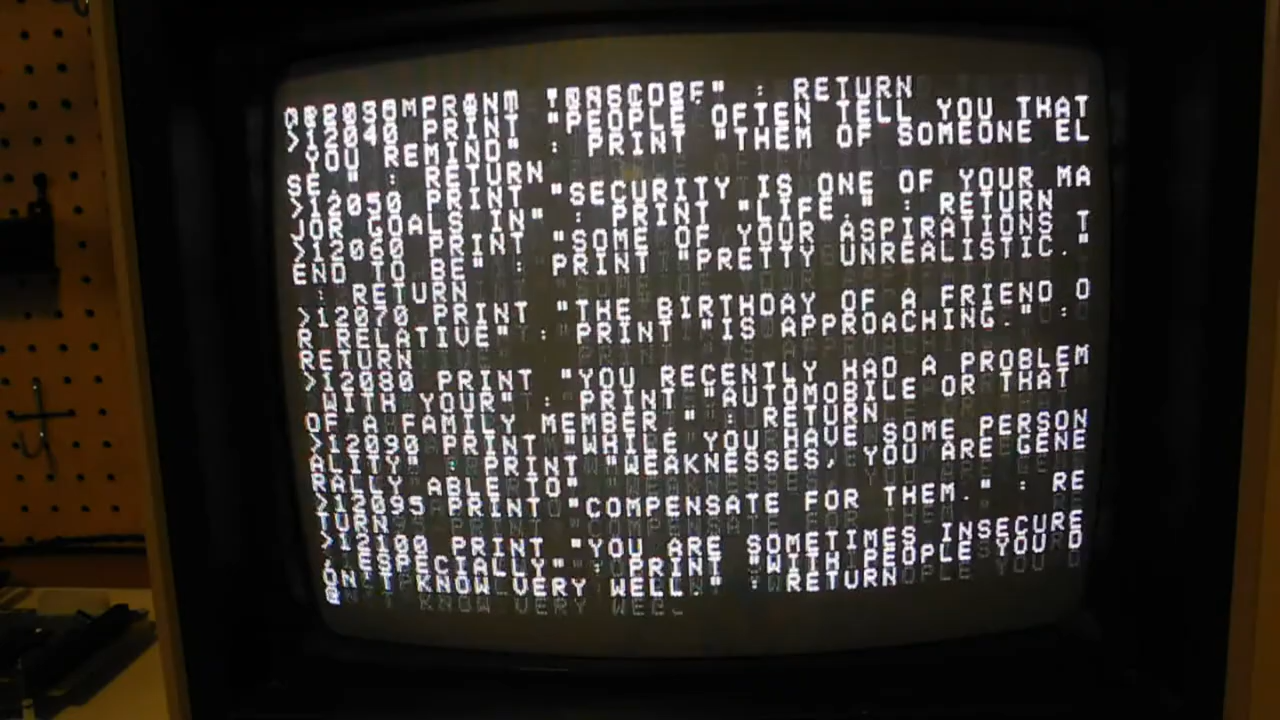 PRINT : RETURN
>12040 PRINT "PEOPLE OFTEN TELL YOU THAT
YOU REMIND" : PRINT "THEM OF SOMEONE EL
SE." : RETURN
>12050 PRINT "SECURITY IS ONE OF YOUR MA
JOR GOALS IN" : PRINT "LIFE." : RETURN
>12060 PRINT "SOME OF YOUR ASPIRATIONS T
END TO BE" : PRINT "PRETTY UNREALISTIC."
: RETURN
>12070 PRINT "THE BIRTHDAY OF A FRIEND O
R RELATIVE" : PRINT "IS APPROACHING." :
RETURN
>12080 PRINT "YOU RECENTLY HAD A PROBLEM
WITH YOUR" : PRINT "AUTOMOBILE OR THAT
OF A FAMILY MEMBER." : RETURN
>12090 PRINT "WHILE YOU HAVE SOME PERSON
ALITY" : PRINT "WEAKNESSES, YOU ARE GENE
RALLY ABLE TO"
>12095 PRINT "COMPENSATE FOR THEM." : RE
TURN
>12100 PRINT "YOU ARE SOMETIMES INSECURE
, ESPECIALLY" : PRINT "WITH PEOPLE YOU D
ON'T KNOW VERY WELL." : RETURN
@